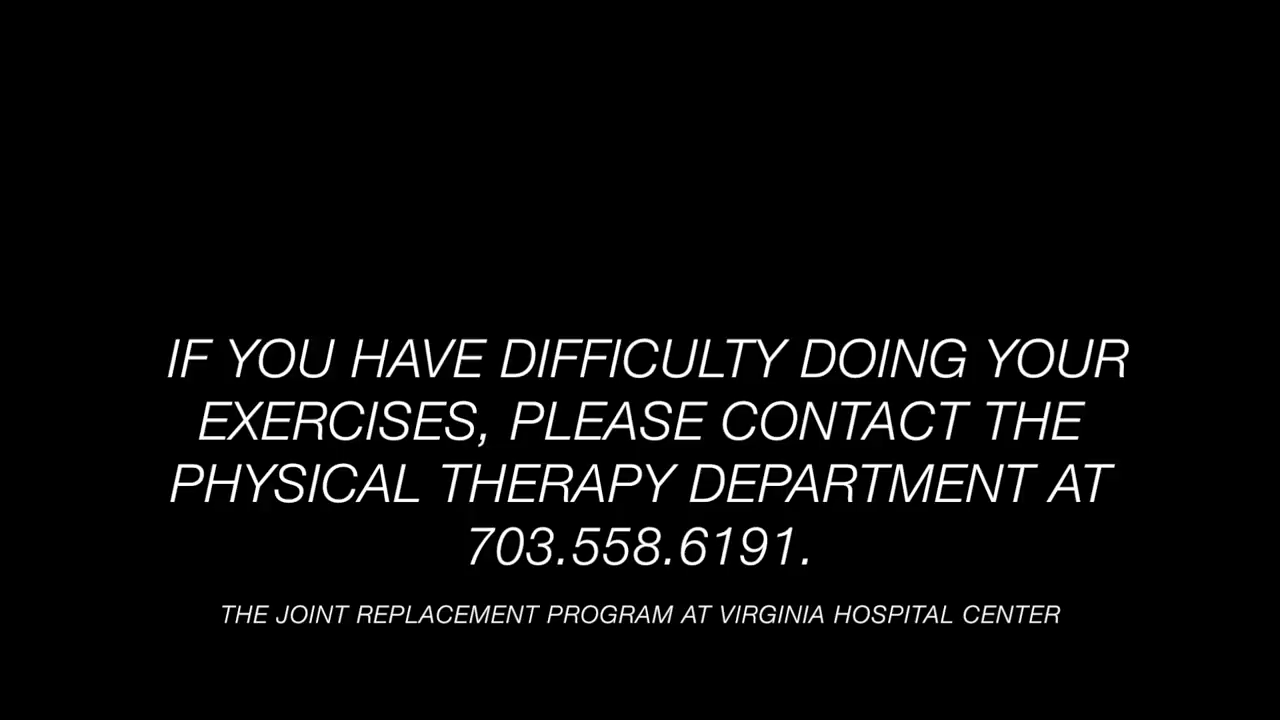 IF YOU HAVE DIFFICULTY DOING YOUR
EXERCISES, PLEASE CONTACT THE
PHYSICAL THERAPY DEPARTMENT AT
703.558.6191.
THE JOINT REPLACEMENT PROGRAM AT VIRGINIA HOSPITAL CENTER